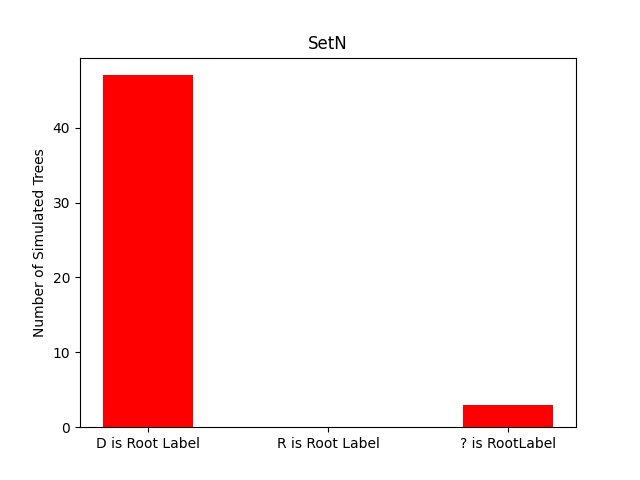 SetN
Number of Simulated Trees
40
30
20
10
0
D is Root Label
R is Root Label
? is RootLabel